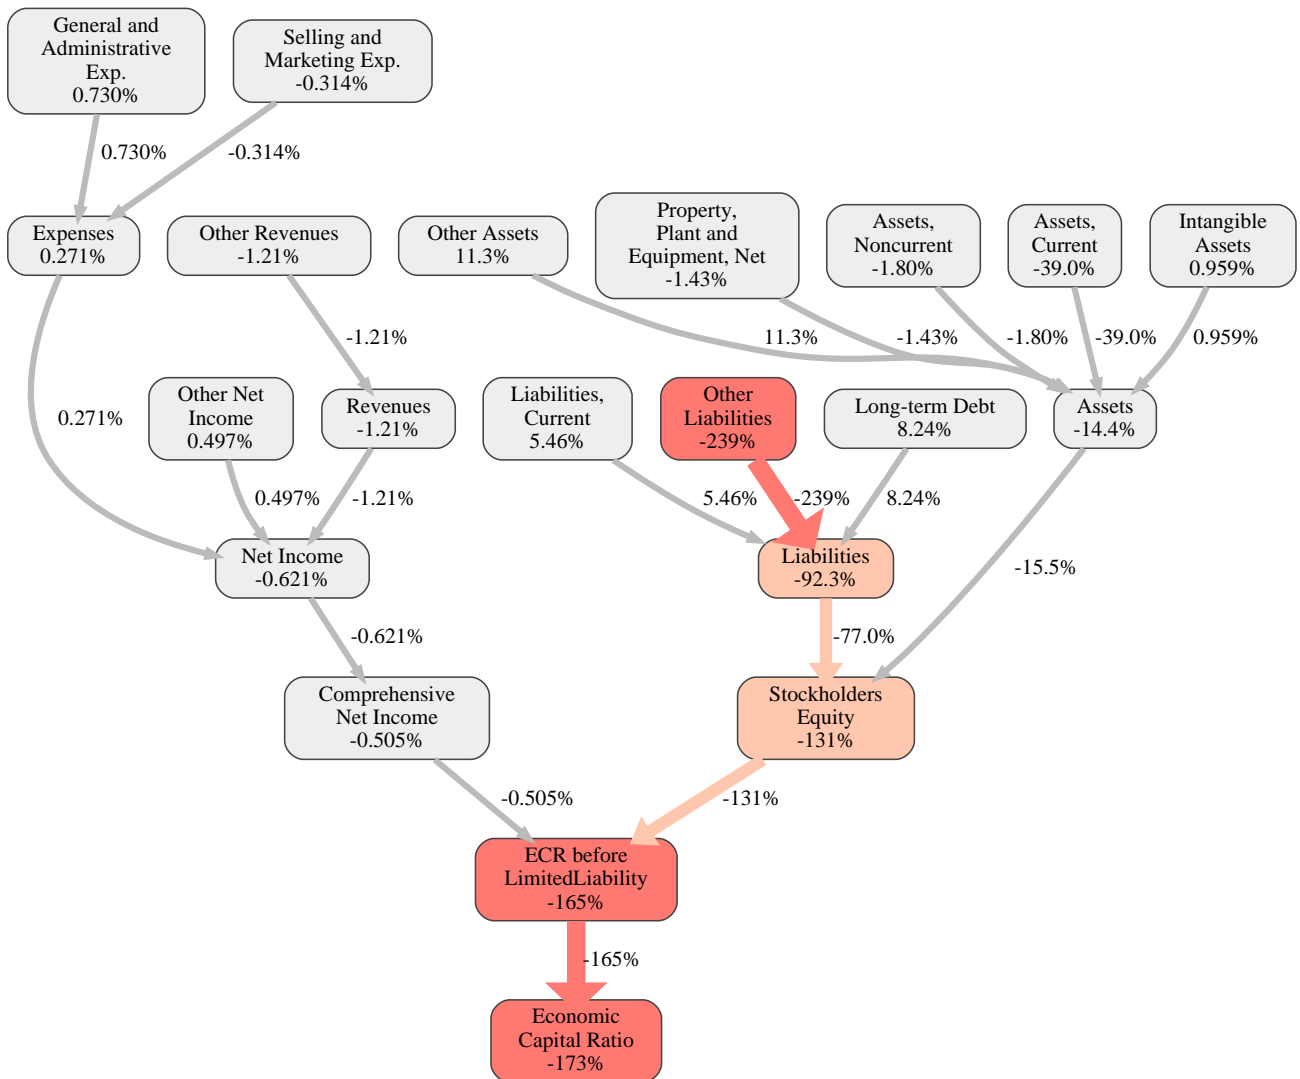 General and
Administrative
Exp.
0.730%
Selling and
Marketing Exp.
-0.314%
0.730%
-0.314%
Expenses
0.271%
Other Revenues
-1.21%
Other Assets
11.3%
Property,
Plant and
Equipment, Net
-1.43%
Assets,
Noncurrent
-1.80%
Assets,
Current
-39.0%
Intangible
Assets
0.959%
-1.21%
11.3%
-1.43%
-1.80%
-39.0%
0.959%
0.271%
Other Net
Income
0.497%
Revenues
-1.21%
Liabilities,
Current
5.46%
Other
Liabilities
-239%
Long-term Debt
8.24%
Assets
-14.4%
0.497%
-1.21%
5.46%
-239%
8.24%
-15.5%
Net Income
-0.621%
Liabilities
-92.3%
-0.621%
-77.0%
Comprehensive
Net Income
-0.505%
Stockholders
Equity
-131%
-0.505%
-131%
ECR before
LimitedLiability
-165%
-165%
Economic
Capital Ratio
-173%